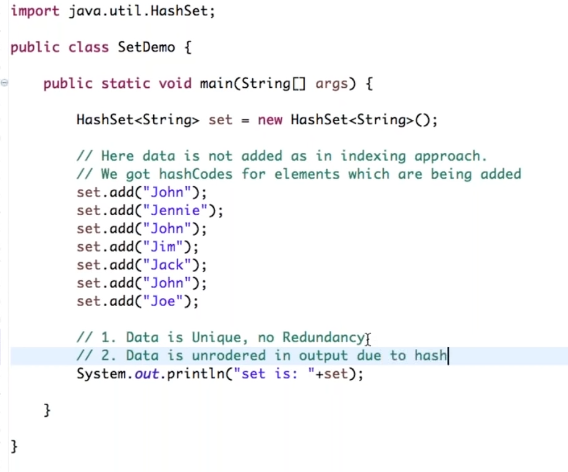 import java.util.HashSet;
public class SetDemo {
public static void main(String[] args) {
HashSet<String> set = new HashSet<String>();
// Here data is not added as in indexing approach.
// We got hashCodes for elements which are being added
set.add("John");
set.add("Jennie");
set.add("John");
set.add("Jim");
set.add("Jack");
set.add("John");
set.add("Joe");
// 1. Data is Unique, no Redundancy
// 2. Data is unrodered in output due to hash
System.out.println("set is: "+set);
}
}